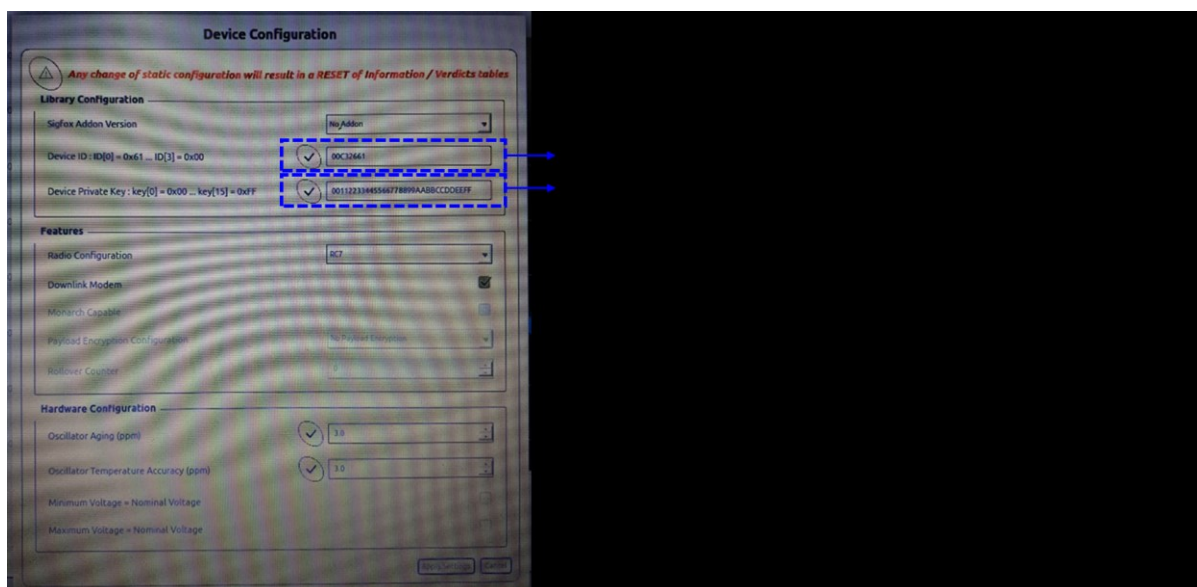 Device Configuration
Any change of static configuration will result in a RESET of Information / Verdicts tables
Library Configuration
Sigfox Addon Version No Addon
Device ID : ID[0] = 0x61 ... ID[3] = 0x00 00C32661
Device Private Key : key[0] = 0x00 ... key[15] = 0xFF 00112233445566778899AABBCCDDEEFF
Features
Radio Configuration RC7
Downlink Modem
Monarch Capable
Payload Encryption Configuration No Payload Encryption
Rollover Counter 0
Hardware Configuration
Oscillator Aging (ppm) 3.0
Oscillator Temperature Accuracy (ppm) 3.0
Minimum Voltage = Nominal Voltage
Maximum Voltage = Nominal Voltage
Apply Settings Cancel